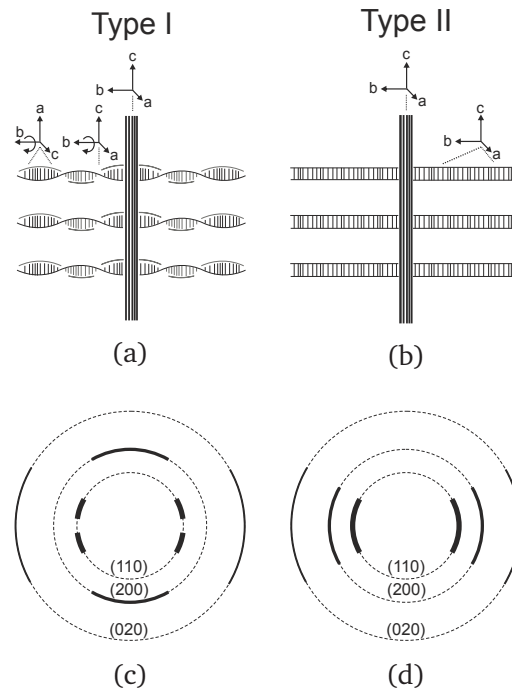 Type I
Type II
c
b
a
a
b
c
c
b
a
c
b
a
c
b
a
(a)
(b)
(110)
(200)
(020)
(110)
(200)
(020)
(c)
(d)